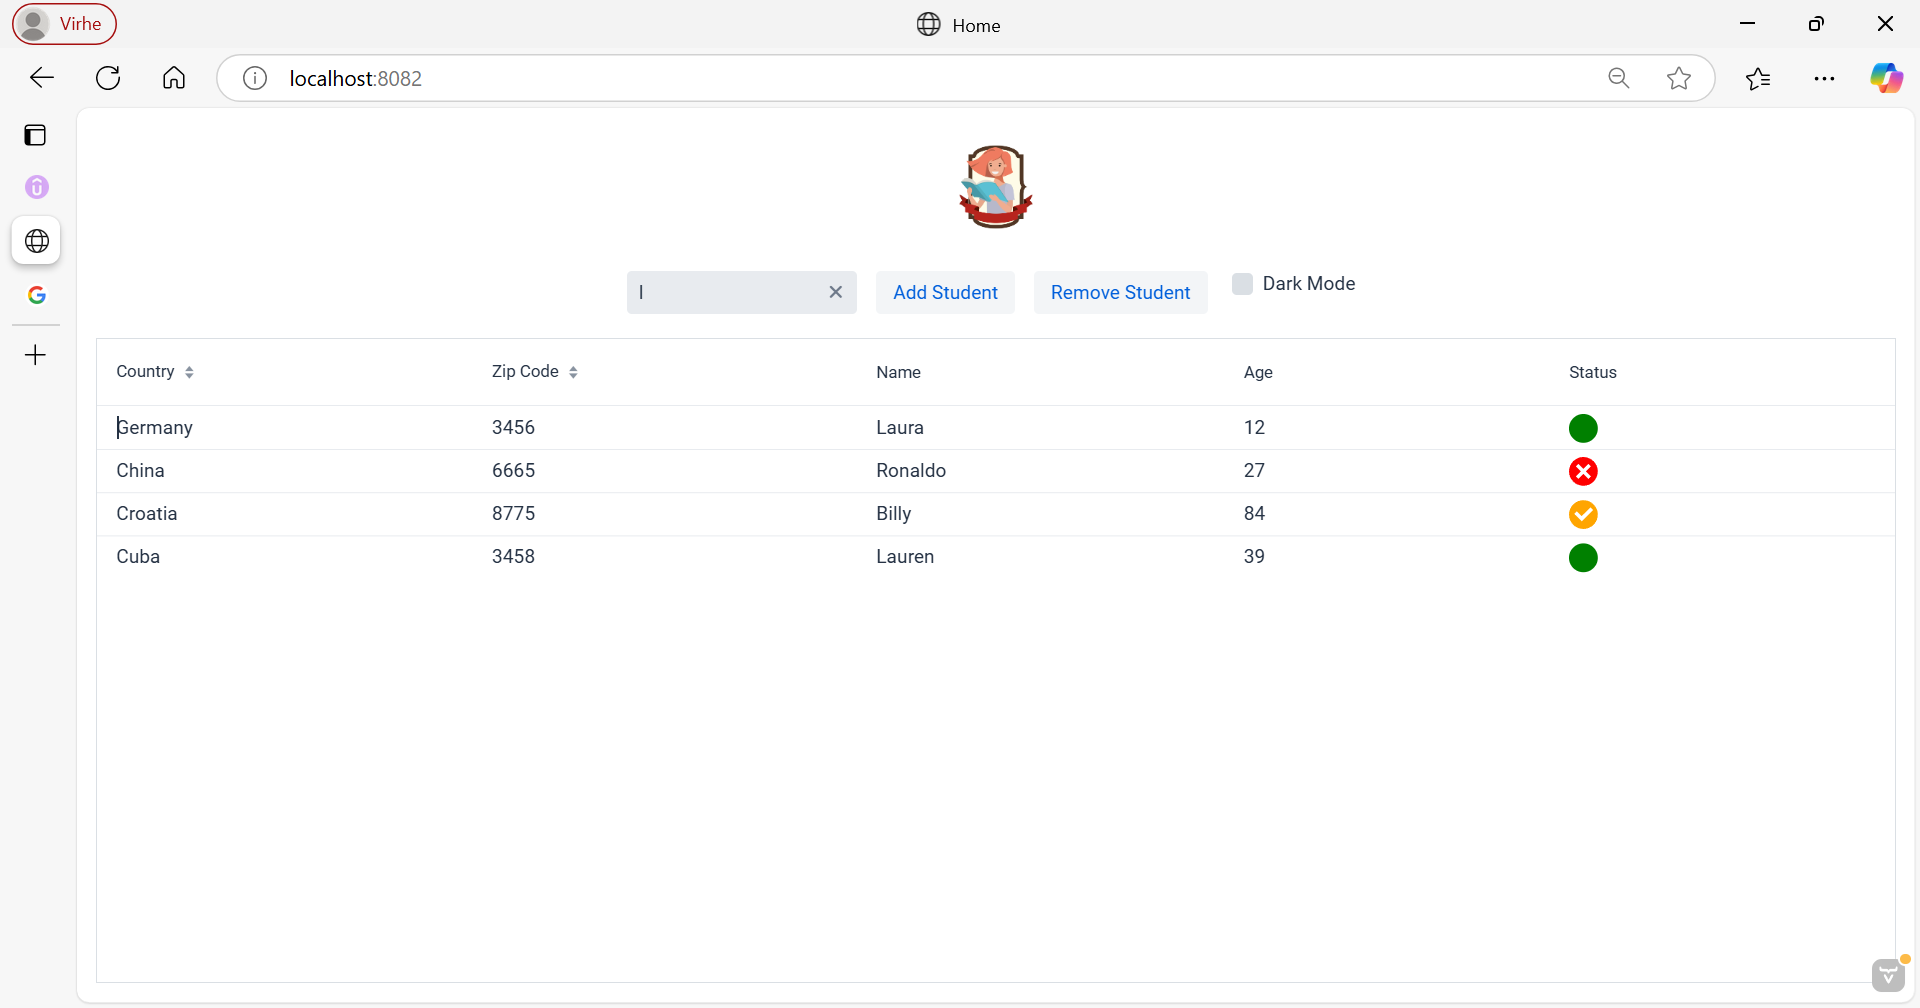 Virhe
Home
localhost:8082
l
Add Student
Remove Student
Dark Mode
Country Zip Code Name Age Status
Germany 3456 Laura 12
China 6665 Ronaldo 27
Croatia 8775 Billy 84
Cuba 3458 Lauren 39